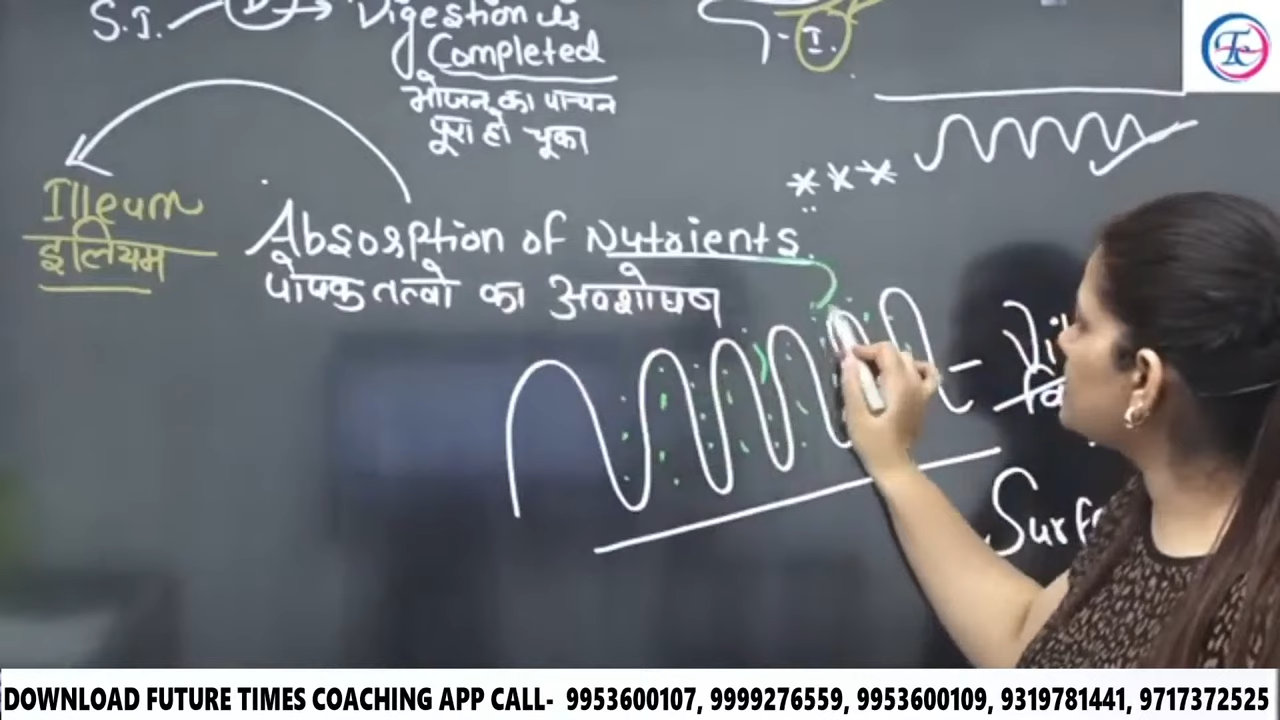 S.I. → Digestion is
Completed
भोजन का पाचन
पूरा हो चूका
I.
Illeum
इलियम
Absorption of Nutrients.
पोषक तत्वो का अवशोषण
***
Surf
DOWNLOAD FUTURE TIMES COACHING APP CALL- 9953600107, 9999276559, 9953600109, 9319781441, 9717372525